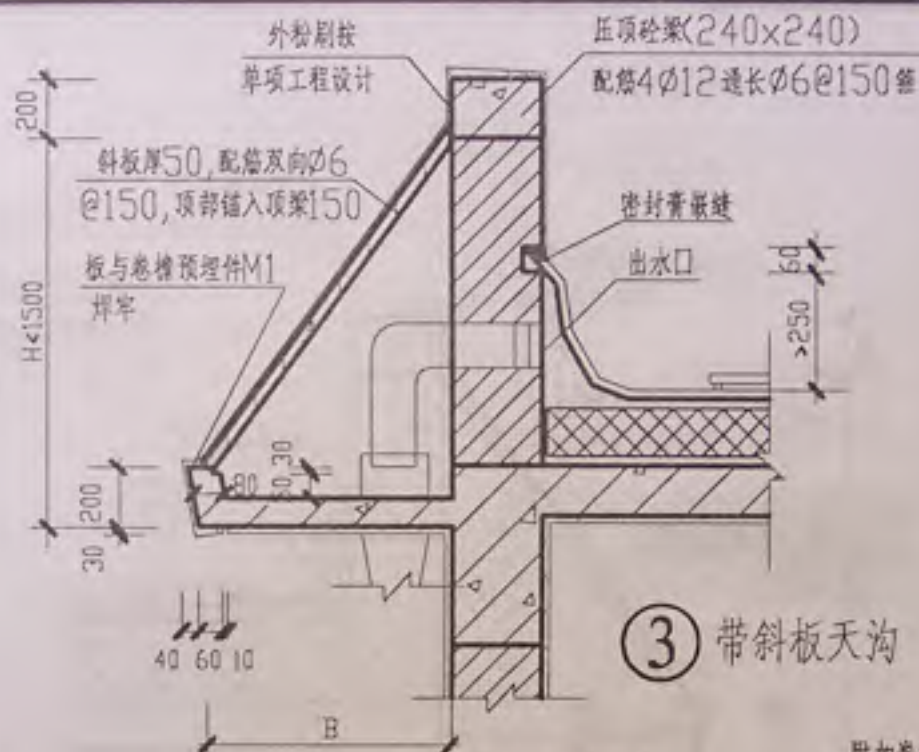 外粉刷按
单项工程设计
压顶砼梁(240x240)
配筋4Ø12通长Ø6@150箍
200
斜板厚50,配筋双向Ø6
@150,顶部锚入顶梁150
密封膏嵌缝
出水口
60
>250
板与卷檐预埋件M1
焊牢
H<1500
200
30
80
60
30
40 60 10
B
3 带斜板天沟